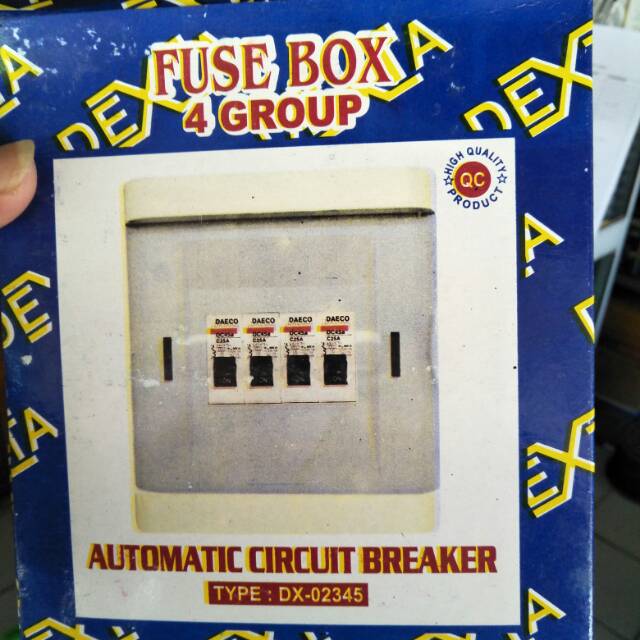 FUSE BOX
4 GROUP
HIGH QUALITY
QC
PRODUCT
DAECO DAECO DAECO DAECO
C25A C25A C25A C25A
AUTOMATIC CIRCUIT BREAKER
TYPE : DX-02345